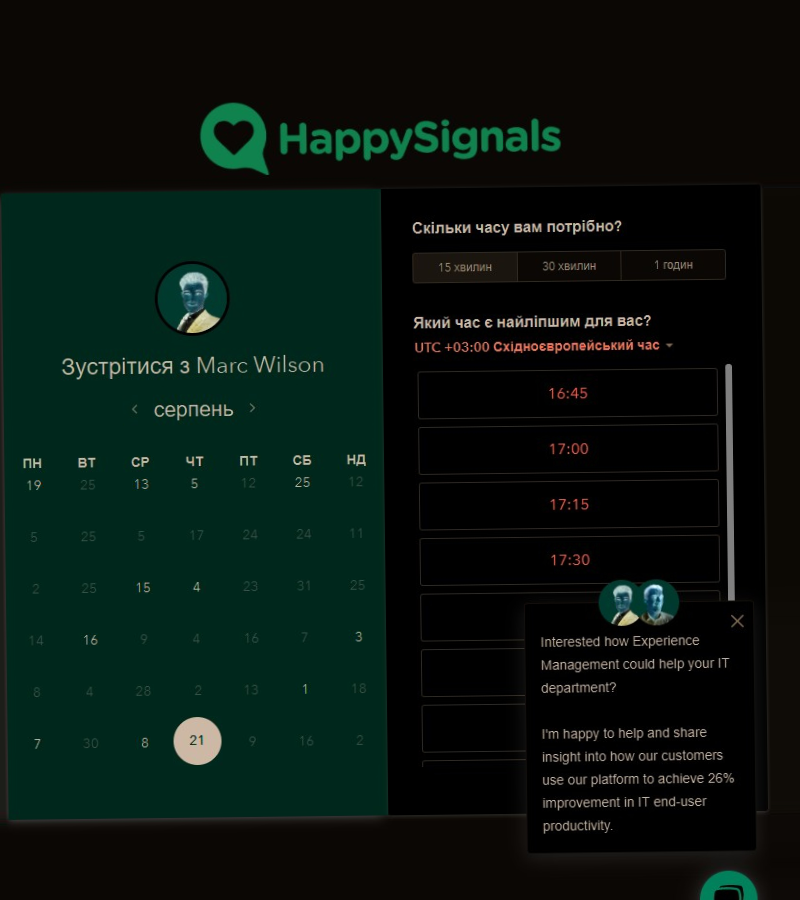 HappySignals
Зустрітися з Marc Wilson
серпень
ПН ВТ СР ЧТ ПТ СБ НД
19 25 13 5 12 25 12
5 25 5 17 24 24 11
2 25 15 4 23 31 25
14 16 9 4 16 7 3
8 4 28 2 13 1 18
7 30 8 21 9 16 2
Скільки часу вам потрібно?
15 хвилин 30 хвилин 1 годин
Який час є найліпшим для вас?
UTC +03:00 Східноєвропейський час
16:45
17:00
17:15
17:30
Interested how Experience
Management could help your IT
department?
I'm happy to help and share
insight into how our customers
use our platform to achieve 26%
improvement in IT end-user
productivity.